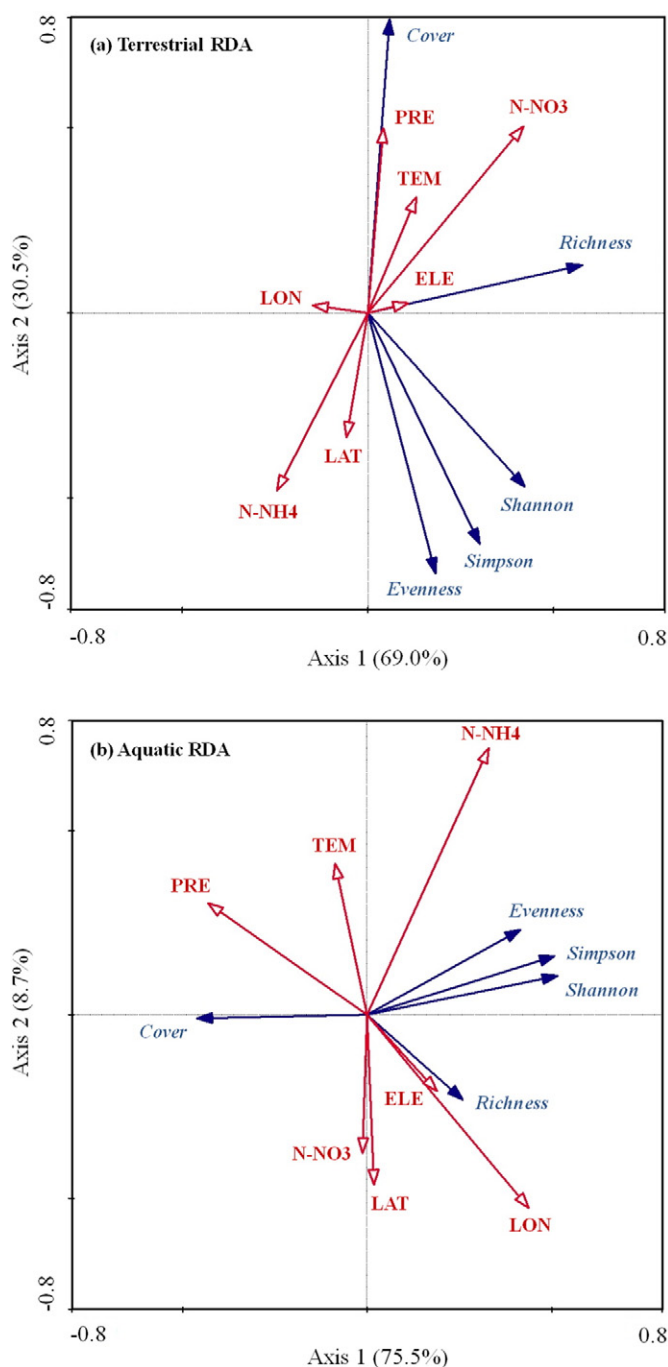 0.8
(a) Terrestrial RDA
Cover
PRE
N-NO3
TEM
Richness
LON
ELE
Axis 2 (30.5%)
LAT
N-NH4
Shannon
Simpson
Evenness
-0.8
-0.8
0.8
Axis 1 (69.0%)
0.8
(b) Aquatic RDA
N-NH4
TEM
PRE
Evenness
Simpson
Shannon
Cover
Axis 2 (8.7%)
ELE
Richness
N-NO3
LAT
LON
-0.8
-0.8
0.8
Axis 1 (75.5%)